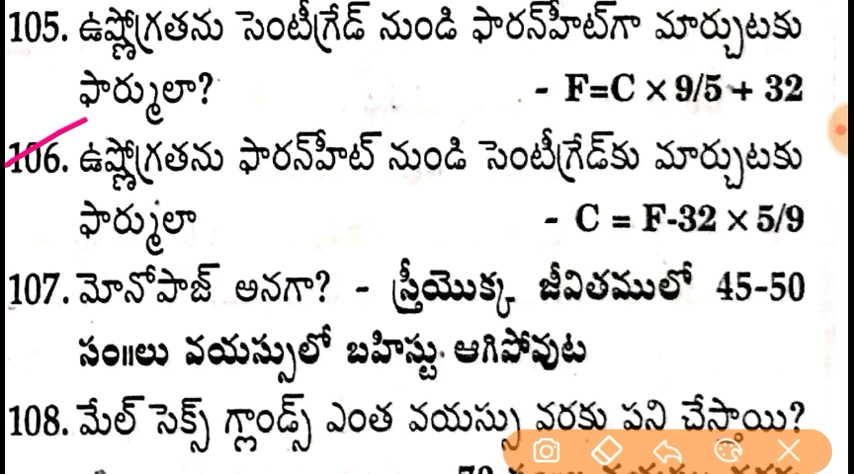 105. ఉష్ణోగ్రతను సెంటీగ్రేడ్ నుండి ఫారన్‌హీట్‌గా మార్చుటకు
ఫార్ములా? - F=C × 9/5 + 32
106. ఉష్ణోగ్రతను ఫారన్‌హీట్ నుండి సెంటీగ్రేడ్‌కు మార్చుటకు
ఫార్ములా - C = F-32 × 5/9
107. మోనోపాజ్ అనగా? - స్త్రీయొక్క జీవితములో 45-50
సం॥లు వయస్సులో బహిస్టు ఆగిపోవుట
108. మేల్ సెక్స్ గ్లాండ్స్ ఎంత వయస్సు వరకు పని చేస్తాయి?